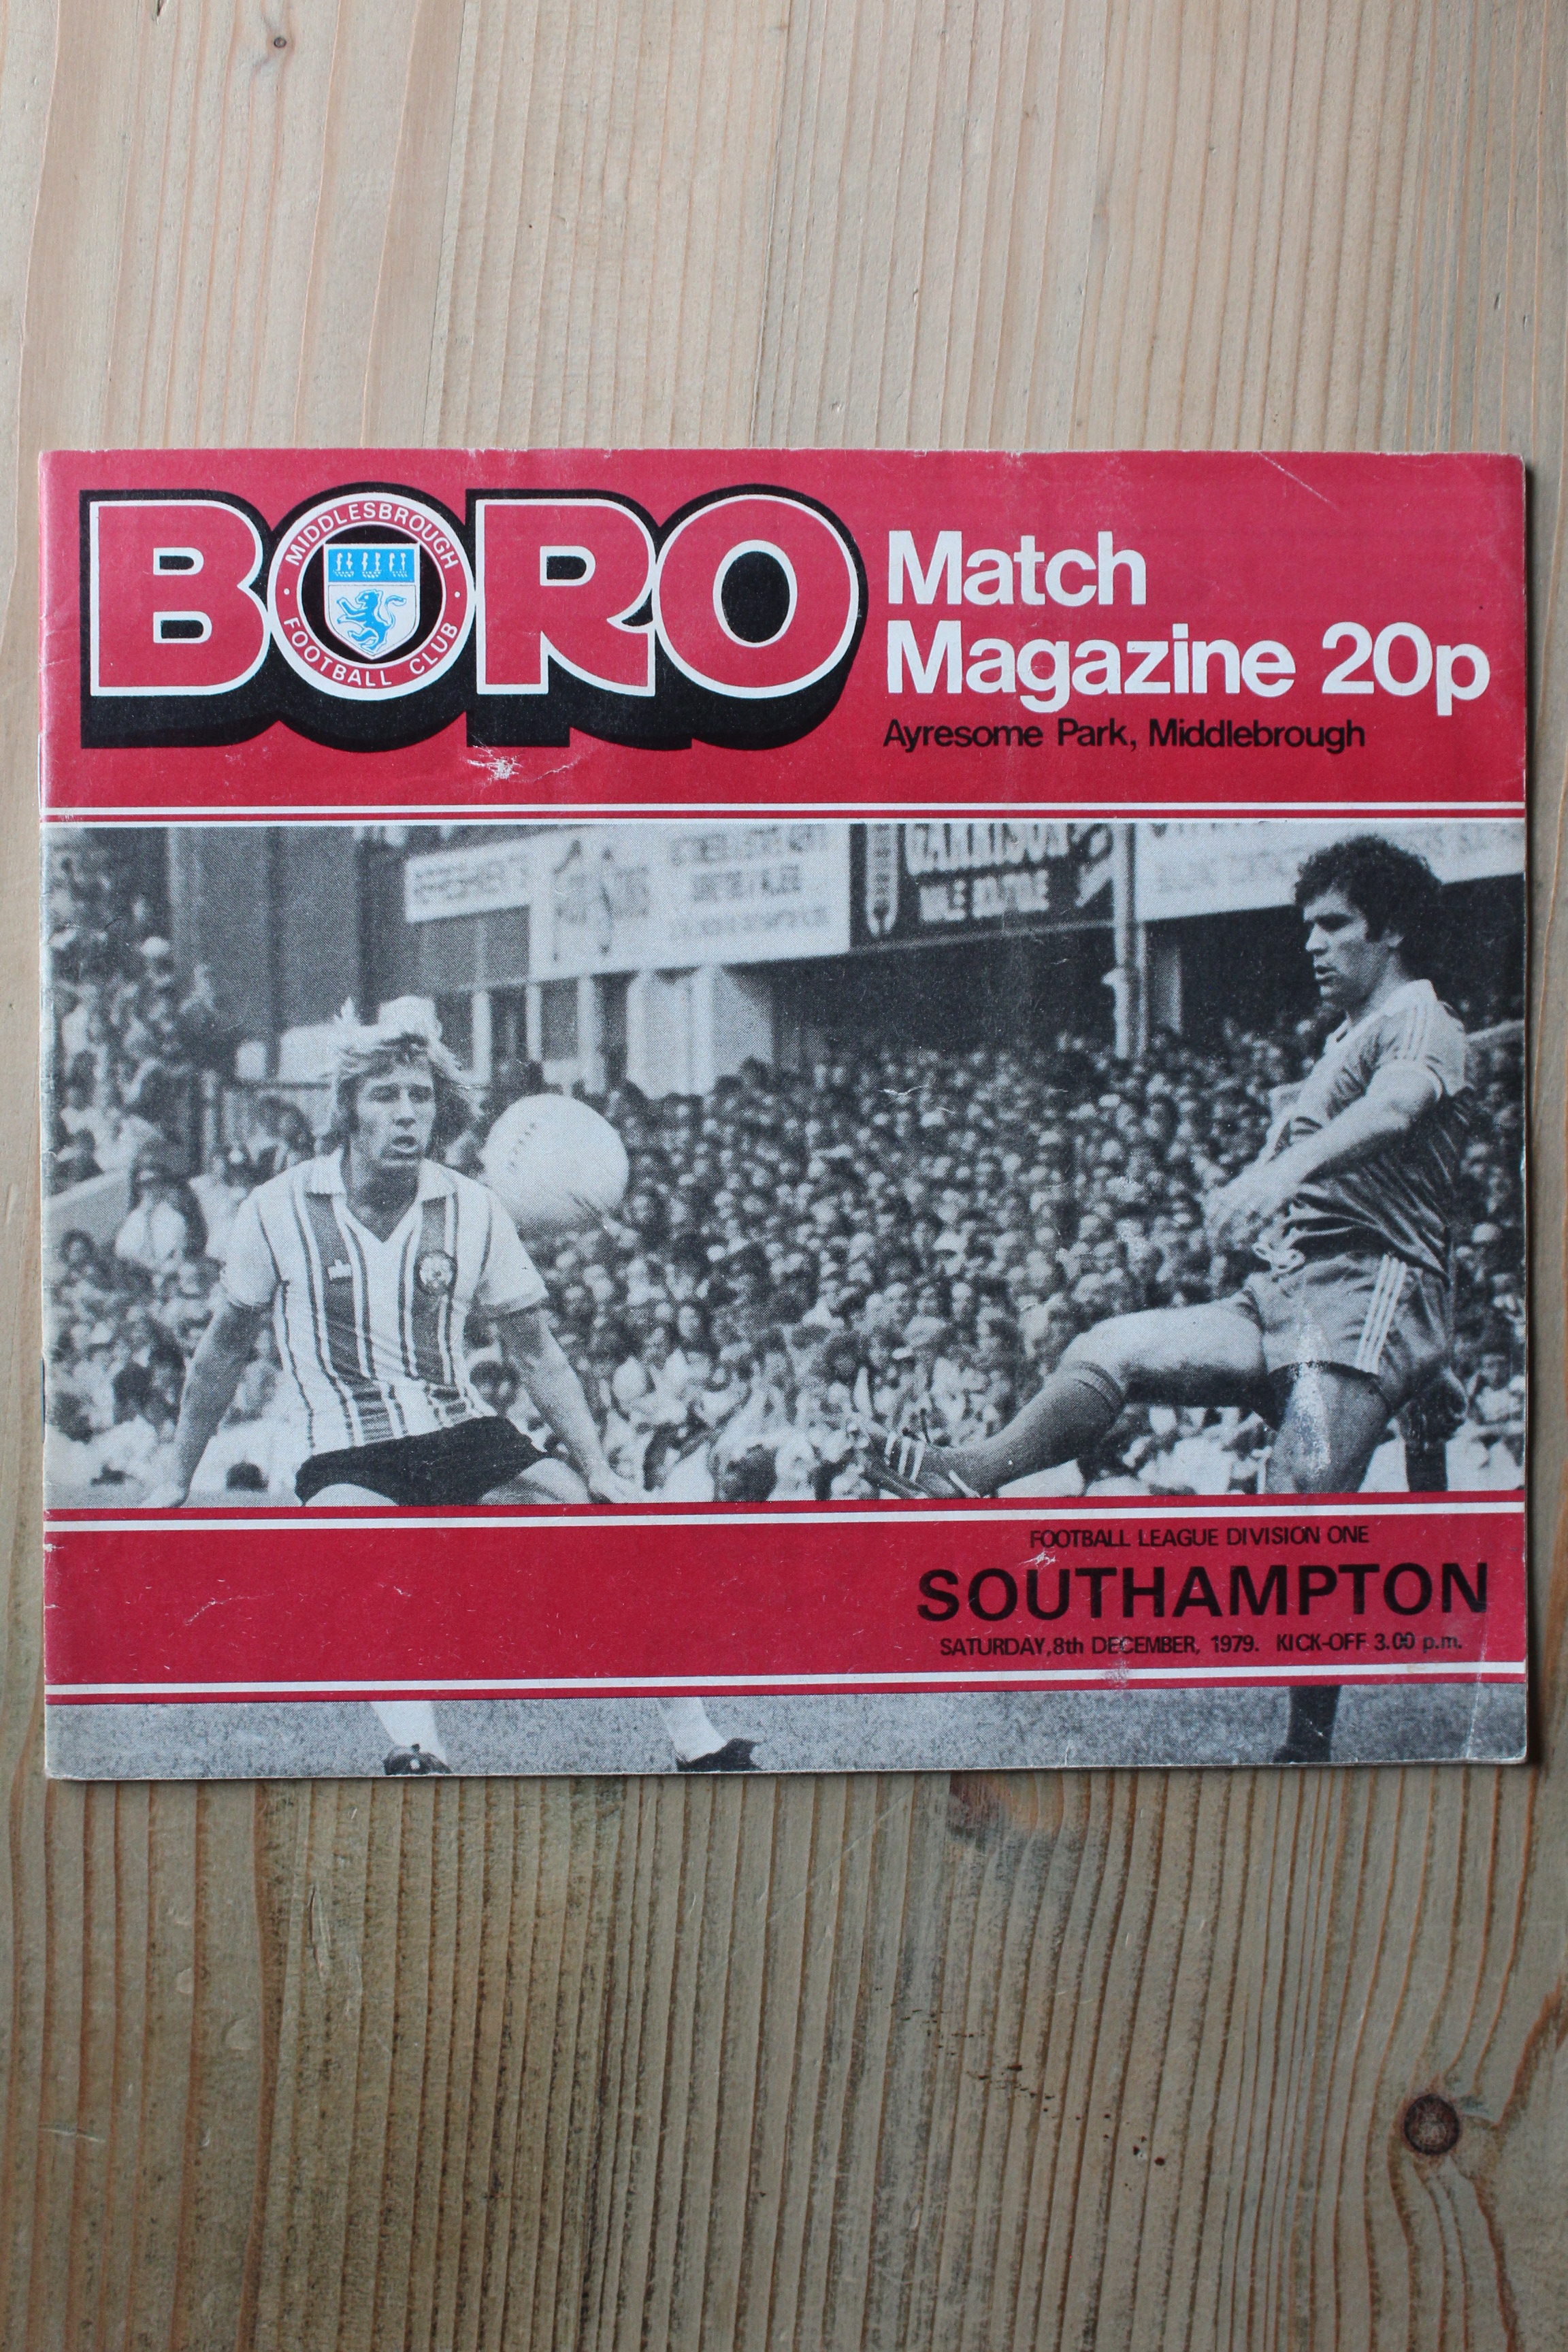 BORO
MIDDLESBROUGH
FOOTBALL CLUB
Match
Magazine 20p
Ayresome Park, Middlebrough
FOOTBALL LEAGUE DIVISION ONE
SOUTHAMPTON
SATURDAY, 8th DECEMBER, 1979. KICK-OFF 3.00 p.m.